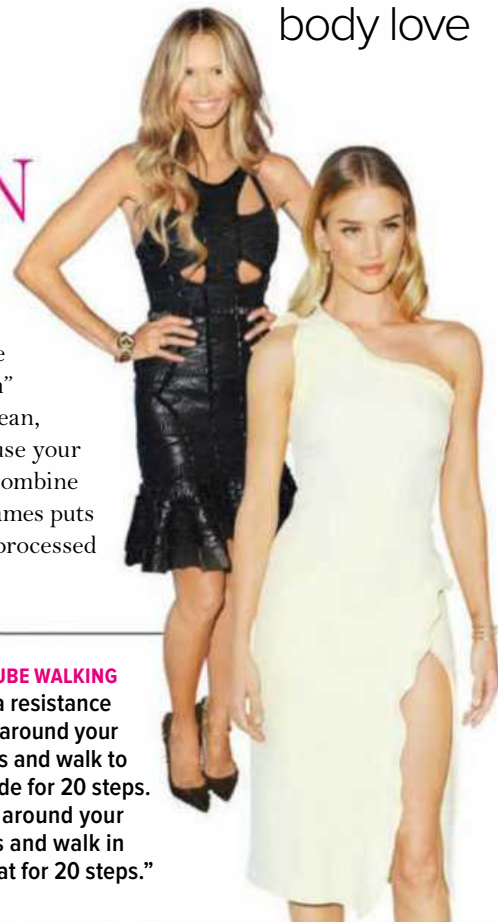 body love
N
e
n”
ean,
use your
ombine
mes puts
processed
UBE WALKING
a resistance
around your
s and walk to
de for 20 steps.
around your
s and walk in
at for 20 steps.”